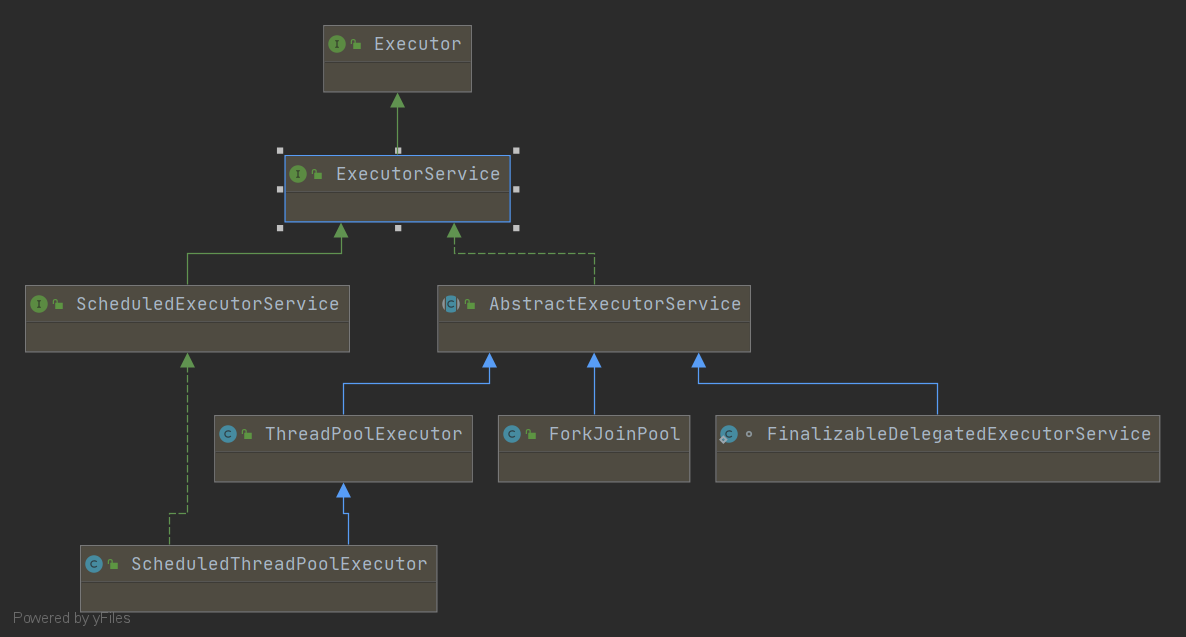 Executor
ExecutorService
ScheduledExecutorService
AbstractExecutorService
ThreadPoolExecutor
ForkJoinPool
FinalizableDelegatedExecutorService
ScheduledThreadPoolExecutor
Powered by yFiles